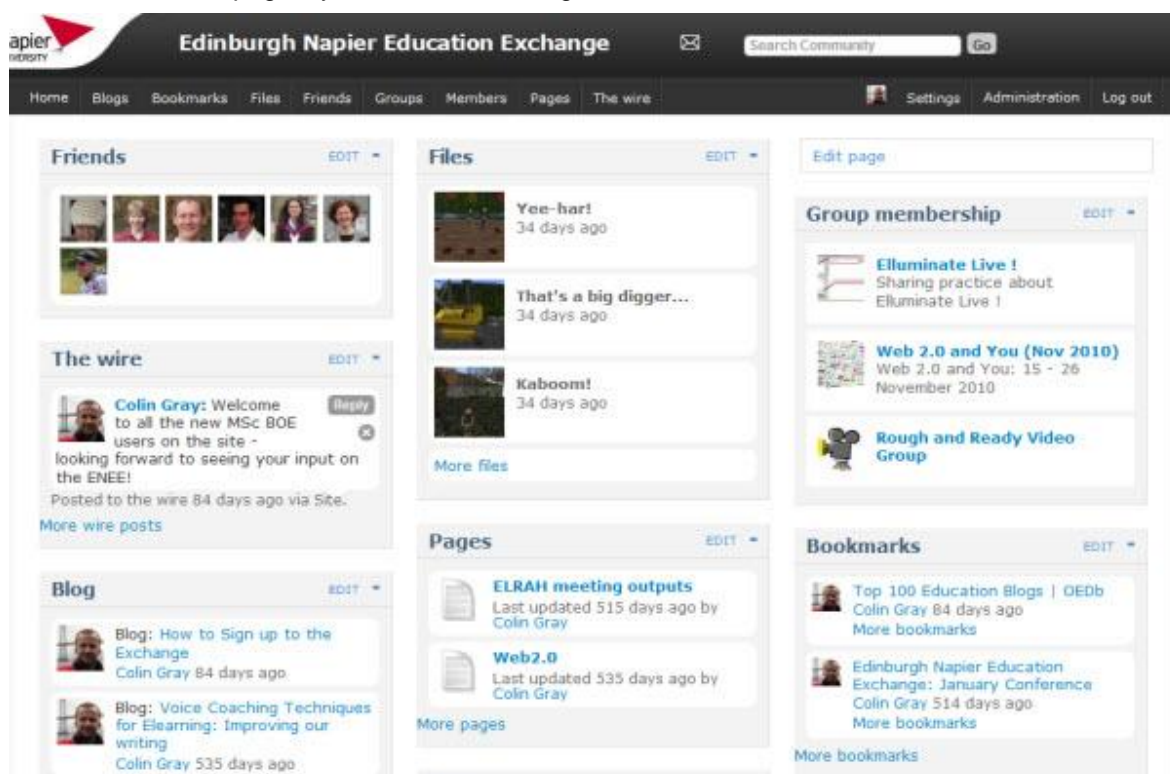 apier
Edinburgh Napier Education Exchange
Search Community
Go
Home Blogs Bookmarks Files Friends Groups Members Pages The wire
Settings Administration Log out
Friends
EDIT
The wire
EDIT
Colin Gray: Welcome
to all the new MSc BOE
users on the site -
looking forward to seeing your input on
the ENEE!
Reply
Posted to the wire 84 days ago via Site.
More wire posts
Blog
EDIT
Blog: How to Sign up to the
Exchange
Colin Gray 84 days ago
Blog: Voice Coaching Techniques
for Elearning: Improving our
writing
Colin Gray 535 days ago
Files
EDIT
Yee-har!
34 days ago
That's a big digger...
34 days ago
Kaboom!
34 days ago
More files
Pages
EDIT
ELRAH meeting outputs
Last updated 515 days ago by
Colin Gray
Web2.0
Last updated 535 days ago by
Colin Gray
More pages
Edit page
Group membership
EDIT
Elluminate Live !
Sharing practice about
Elluminate Live !
Web 2.0 and You (Nov 2010)
Web 2.0 and You: 15 - 26
November 2010
Rough and Ready Video
Group
Bookmarks
EDIT
Top 100 Education Blogs | OEDb
Colin Gray 84 days ago
More bookmarks
Edinburgh Napier Education
Exchange: January Conference
Colin Gray 514 days ago
More bookmarks
More bookmarks